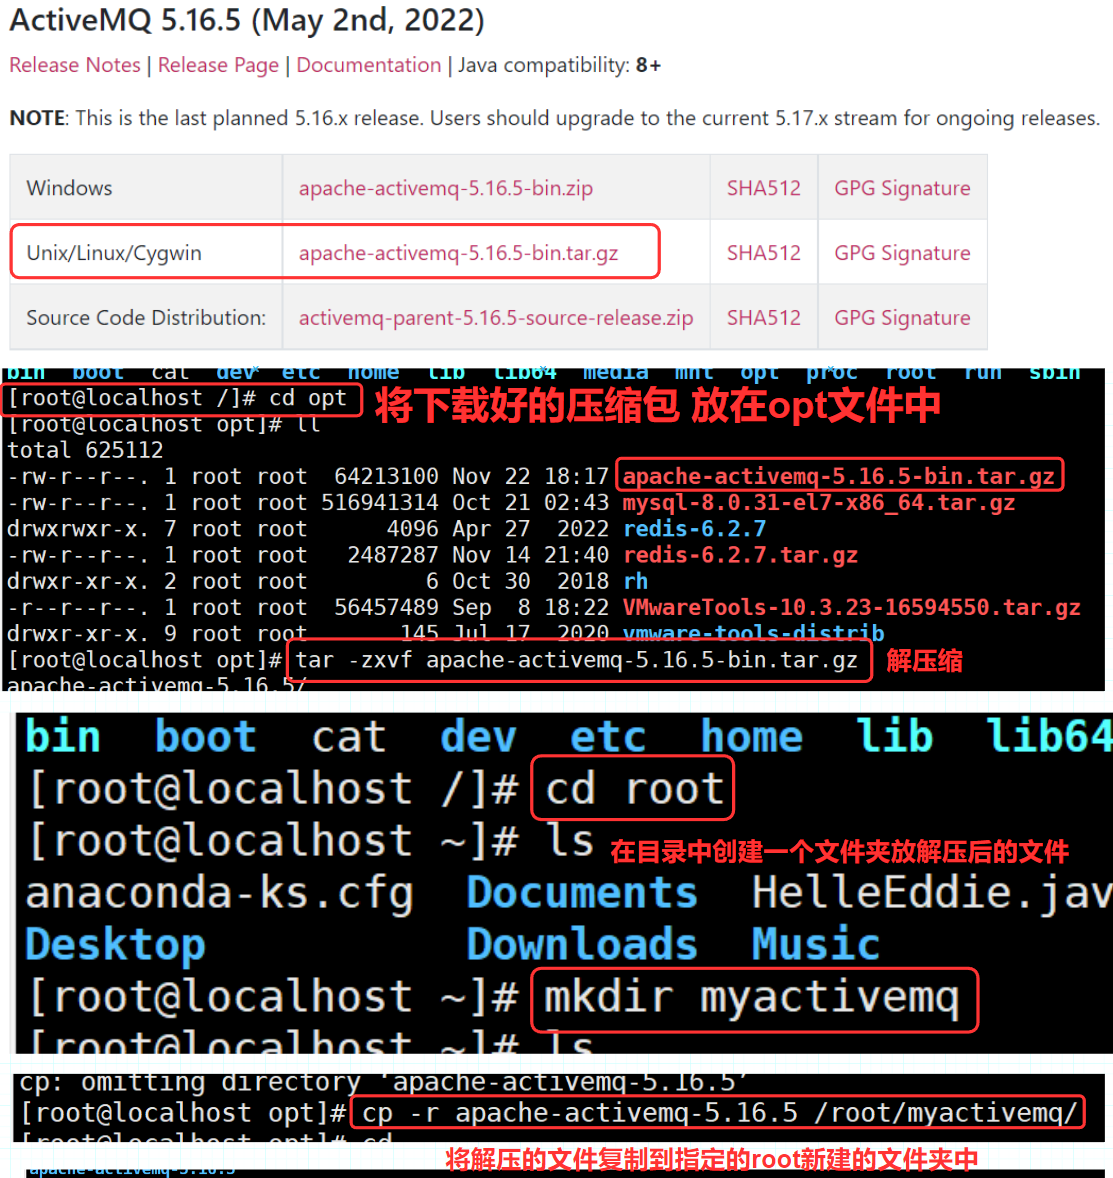 ActiveMQ 5.16.5 (May 2nd, 2022)
Release Notes | Release Page | Documentation | Java compatibility: 8+
NOTE: This is the last planned 5.16.x release. Users should upgrade to the current 5.17.x stream for ongoing releases.
Windows apache-activemq-5.16.5-bin.zip SHA512 GPG Signature
Unix/Linux/Cygwin apache-activemq-5.16.5-bin.tar.gz SHA512 GPG Signature
Source Code Distribution: activemq-parent-5.16.5-source-release.zip SHA512 GPG Signature
bin boot cat dev etc home lib lib64 media mnt opt proc root run sbin
[root@localhost /]# cd opt 将下载好的压缩包 放在opt文件中
[root@localhost opt]# ll
total 625112
-rw-r--r--. 1 root root 64213100 Nov 22 18:17 apache-activemq-5.16.5-bin.tar.gz
-rw-r--r--. 1 root root 516941314 Oct 21 02:43 mysql-8.0.31-el7-x86_64.tar.gz
drwxrwxr-x. 7 root root 4096 Apr 27 2022 redis-6.2.7
-rw-r--r--. 1 root root 2487287 Nov 14 21:40 redis-6.2.7.tar.gz
drwxr-xr-x. 2 root root 6 Oct 30 2018 rh
-r--r--r--. 1 root root 56457489 Sep 8 18:22 VMwareTools-10.3.23-16594550.tar.gz
drwxr-xr-x. 9 root root 145 Jul 17 2020 vmware-tools-distrib
[root@localhost opt]# tar -zxvf apache-activemq-5.16.5-bin.tar.gz 解压缩
apache-activemq-5.16.5/
bin boot cat dev etc home lib lib64
[root@localhost /]# cd root
[root@localhost ~]# ls
在目录中创建一个文件夹放解压后的文件
anaconda-ks.cfg Documents HelleEddie.jav
Desktop Downloads Music
[root@localhost ~]# mkdir myactivemq
[root@localhost ~]# ls
cp: omitting directory ‘apache-activemq-5.16.5’
[root@localhost opt]# cp -r apache-activemq-5.16.5 /root/myactivemq/
[root@localhost opt]# cd
将解压的文件复制到指定的root新建的文件夹中
apache-activemq-5.16.5